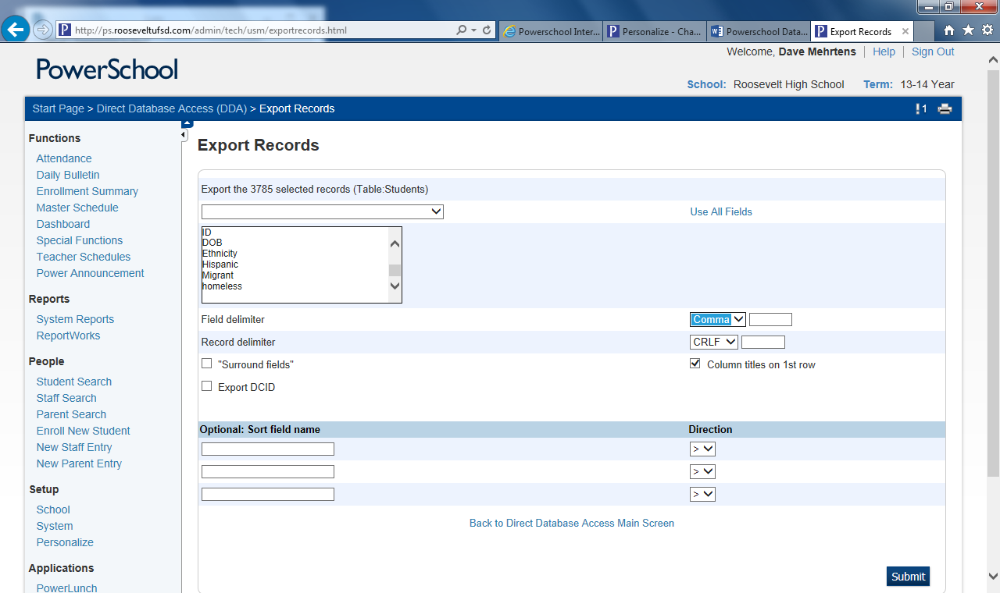 http://ps.rooseveltufsd.com/admin/tech/usm/exportrecords.html
Powerschool Inter...
Personalize - Cha...
Powerschool Data...
Export Records
PowerSchool
Welcome, Dave Mehrtens | Help | Sign Out
School: Roosevelt High School Term: 13-14 Year
Start Page > Direct Database Access (DDA) > Export Records
!1
Functions
Attendance
Daily Bulletin
Enrollment Summary
Master Schedule
Dashboard
Special Functions
Teacher Schedules
Power Announcement
Reports
System Reports
ReportWorks
People
Student Search
Staff Search
Parent Search
Enroll New Student
New Staff Entry
New Parent Entry
Setup
School
System
Personalize
Applications
PowerLunch
Export Records
Export the 3785 selected records (Table:Students)
Use All Fields
ID
DOB
Ethnicity
Hispanic
Migrant
homeless
Field delimiter Comma
Record delimiter CRLF
"Surround fields" Column titles on 1st row
Export DCID
Optional: Sort field name Direction
>
>
>
Back to Direct Database Access Main Screen
Submit